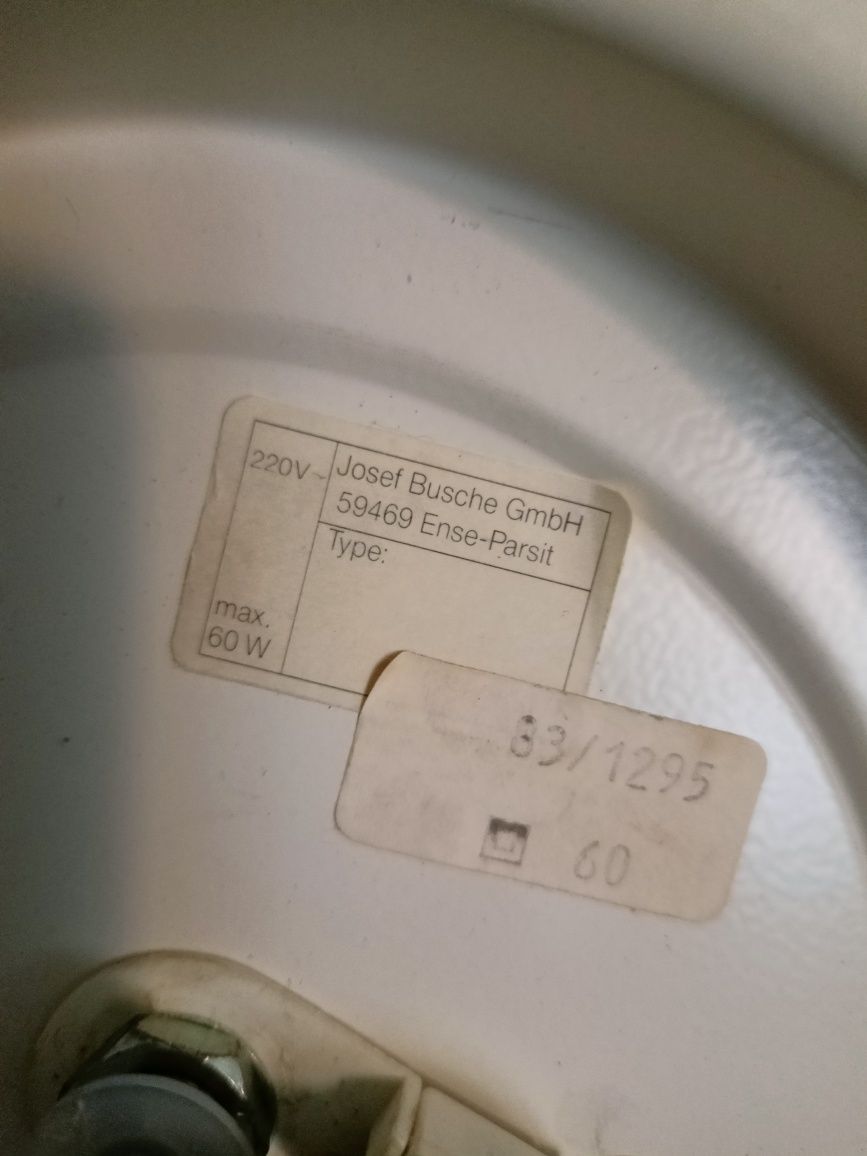 220V~
Josef Busche GmbH
59469 Ense-Parsit
Type:
max.
60 W
83/1295
60